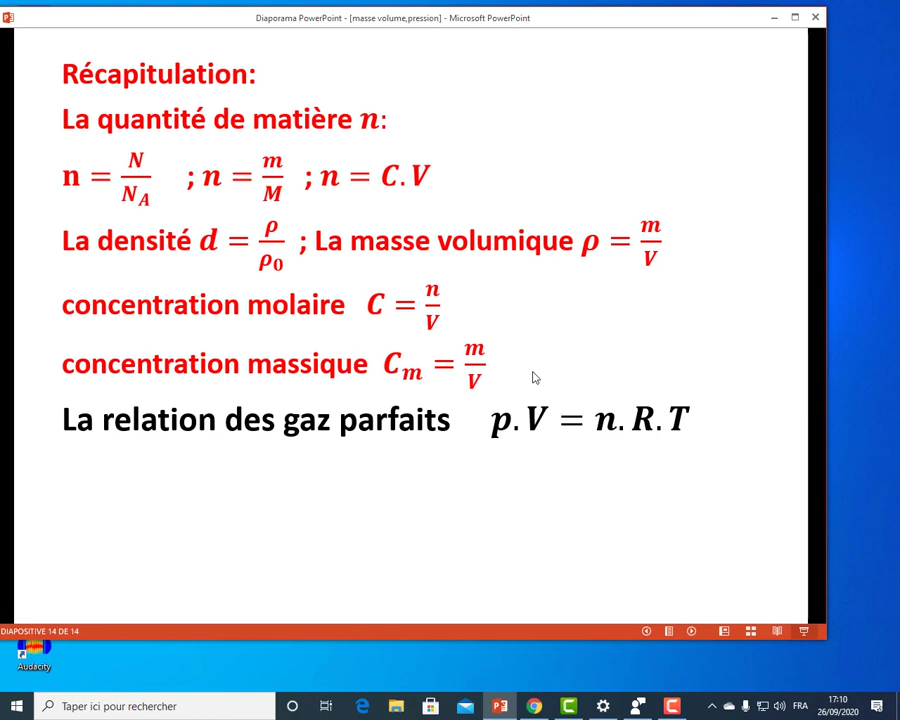 Diaporama PowerPoint - [masse volume,pression] - Microsoft PowerPoint
Récapitulation:
La quantité de matière n:
n = N/N_A ; n = m/M ; n = C.V
La densité d = ρ/ρ₀ ; La masse volumique ρ = m/V
concentration molaire C = n/V
concentration massique C_m = m/V
La relation des gaz parfaits p.V = n.R.T
DIAPOSITIVE 14 DE 14
Audacity
Taper ici pour rechercher
FRA
17:10
26/09/2020